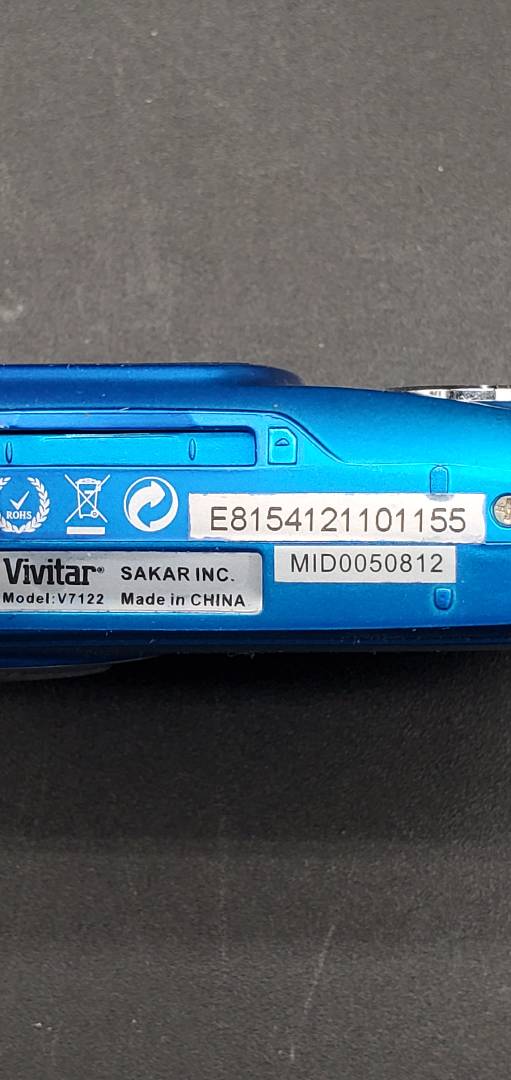 ROHS
E8154121101155
MID0050812
Vivitar® SAKAR INC.
Model:V7122 Made in CHINA